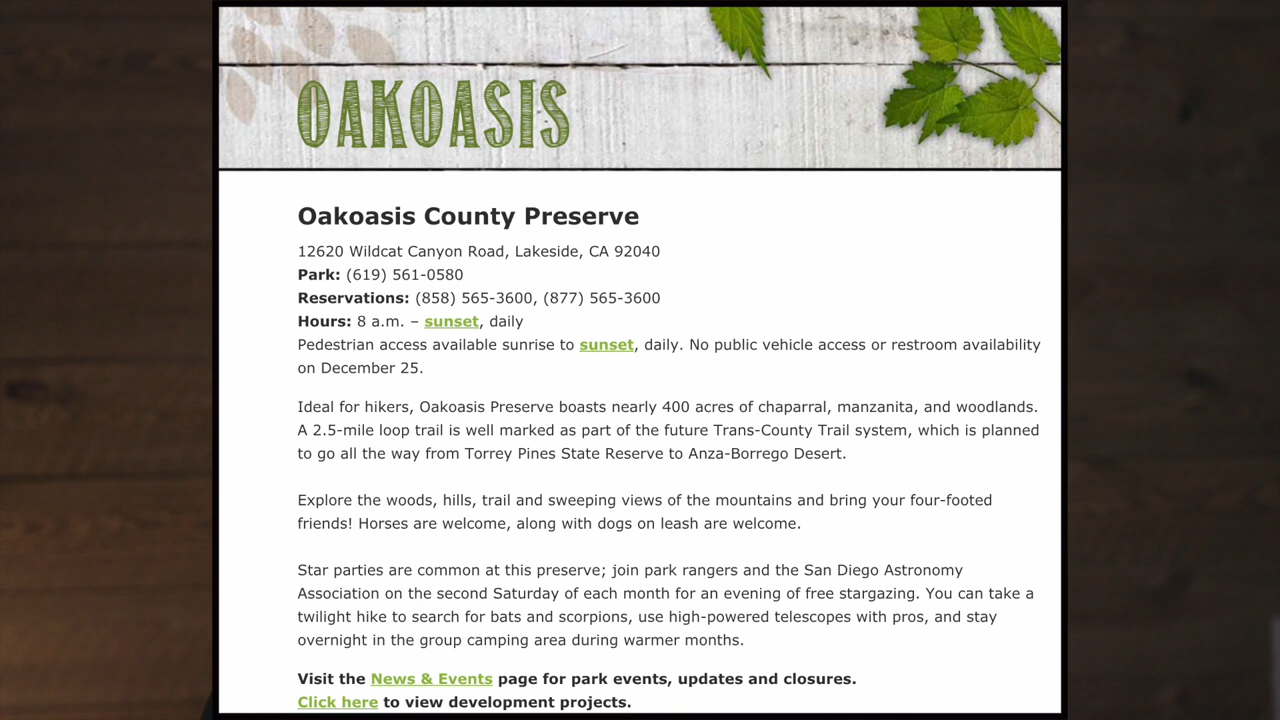 OAKOASIS
Oakoasis County Preserve
12620 Wildcat Canyon Road, Lakeside, CA 92040
Park: (619) 561-0580
Reservations: (858) 565-3600, (877) 565-3600
Hours: 8 a.m. – sunset, daily
Pedestrian access available sunrise to sunset, daily. No public vehicle access or restroom availability
on December 25.
Ideal for hikers, Oakoasis Preserve boasts nearly 400 acres of chaparral, manzanita, and woodlands.
A 2.5-mile loop trail is well marked as part of the future Trans-County Trail system, which is planned
to go all the way from Torrey Pines State Reserve to Anza-Borrego Desert.
Explore the woods, hills, trail and sweeping views of the mountains and bring your four-footed
friends! Horses are welcome, along with dogs on leash are welcome.
Star parties are common at this preserve; join park rangers and the San Diego Astronomy
Association on the second Saturday of each month for an evening of free stargazing. You can take a
twilight hike to search for bats and scorpions, use high-powered telescopes with pros, and stay
overnight in the group camping area during warmer months.
Visit the News & Events page for park events, updates and closures.
Click here to view development projects.